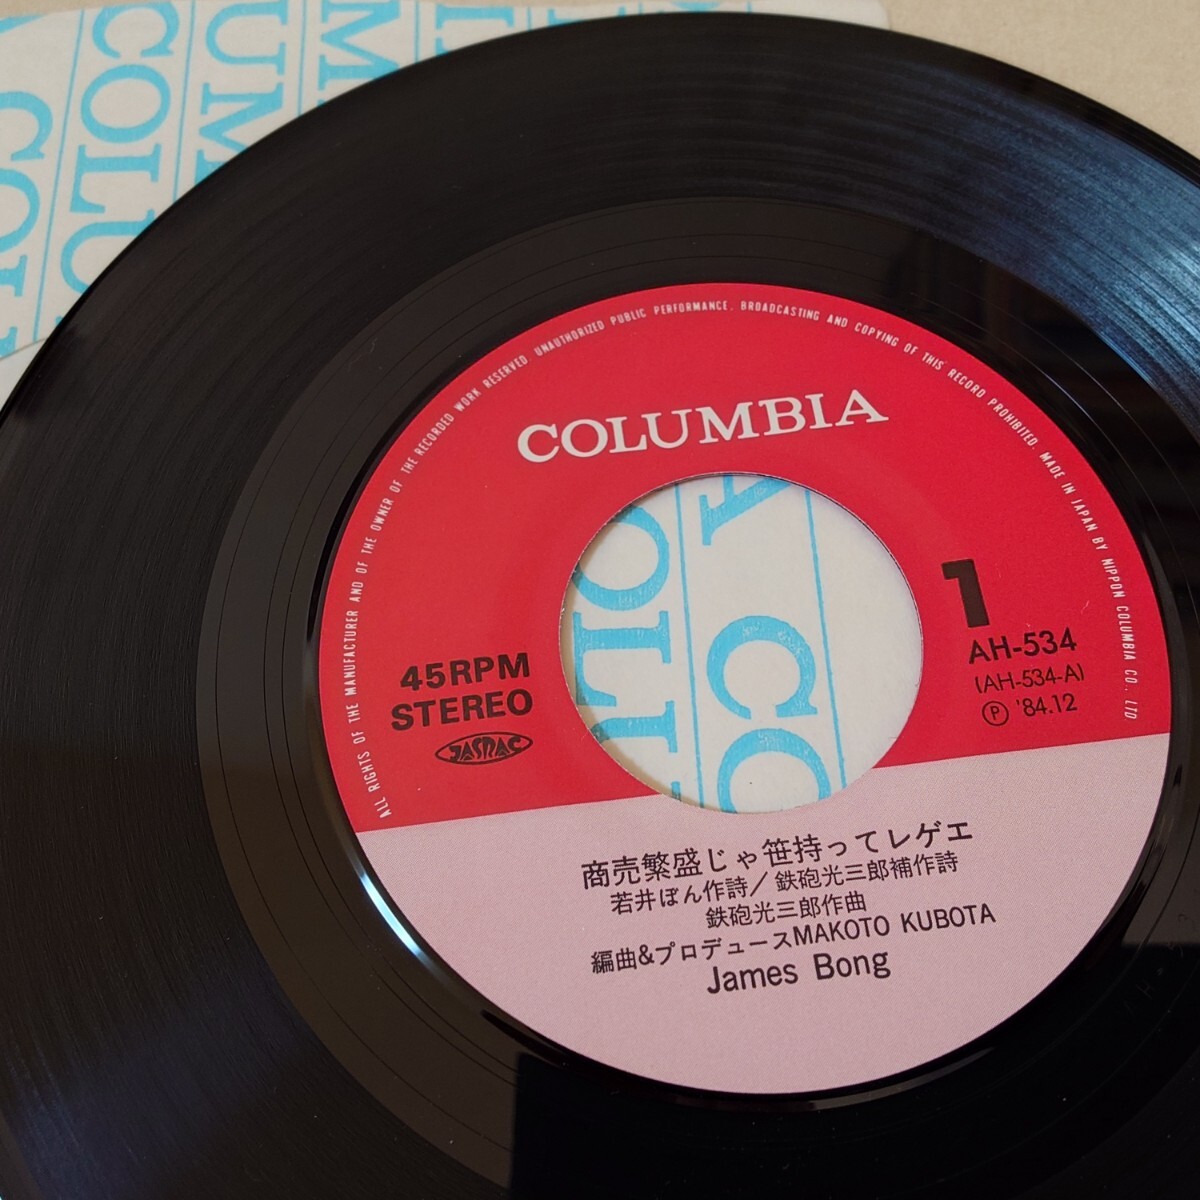 ALL RIGHTS OF THE MANUFACTURER AND OF THE OWNER OF THE RECORDED WORK RESERVED. UNAUTHORIZED PUBLIC PERFORMANCE, BROADCASTING AND COPYING OF THIS RECORD PROHIBITED. MADE IN JAPAN BY NIPPON COLUMBIA CO., LTD.
COLUMBIA
1
45RPM
STEREO
JASRAC
AH-534
(AH-534-A)
Ⓟ '84.12
商売繁盛じゃ笹持ってレゲエ
若井ぼん作詩/鉄砲光三郎補作詩
鉄砲光三郎作曲
編曲&プロデュースMAKOTO KUBOTA
James Bong